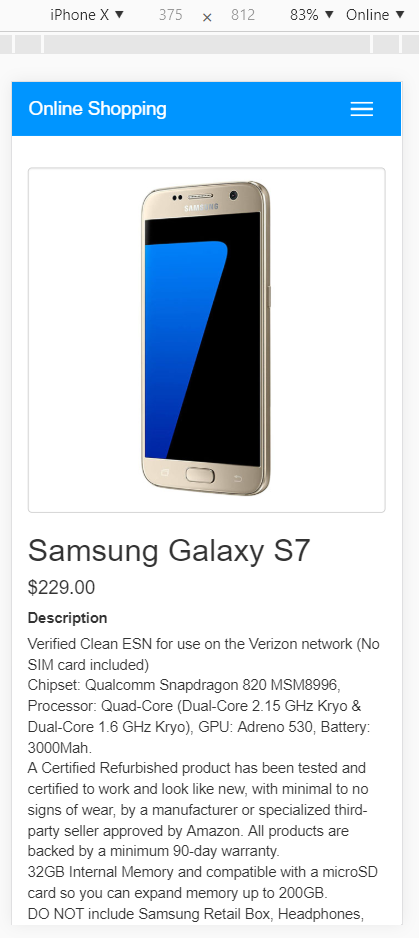 iPhone X ▼ 375 × 812 83% ▼ Online ▼
Online Shopping
SAMSUNG
Samsung Galaxy S7
$229.00
Description
Verified Clean ESN for use on the Verizon network (No
SIM card included)
Chipset: Qualcomm Snapdragon 820 MSM8996,
Processor: Quad-Core (Dual-Core 2.15 GHz Kryo &
Dual-Core 1.6 GHz Kryo), GPU: Adreno 530, Battery:
3000Mah.
A Certified Refurbished product has been tested and
certified to work and look like new, with minimal to no
signs of wear, by a manufacturer or specialized third-
party seller approved by Amazon. All products are
backed by a minimum 90-day warranty.
32GB Internal Memory and compatible with a microSD
card so you can expand memory up to 200GB.
DO NOT include Samsung Retail Box, Headphones,